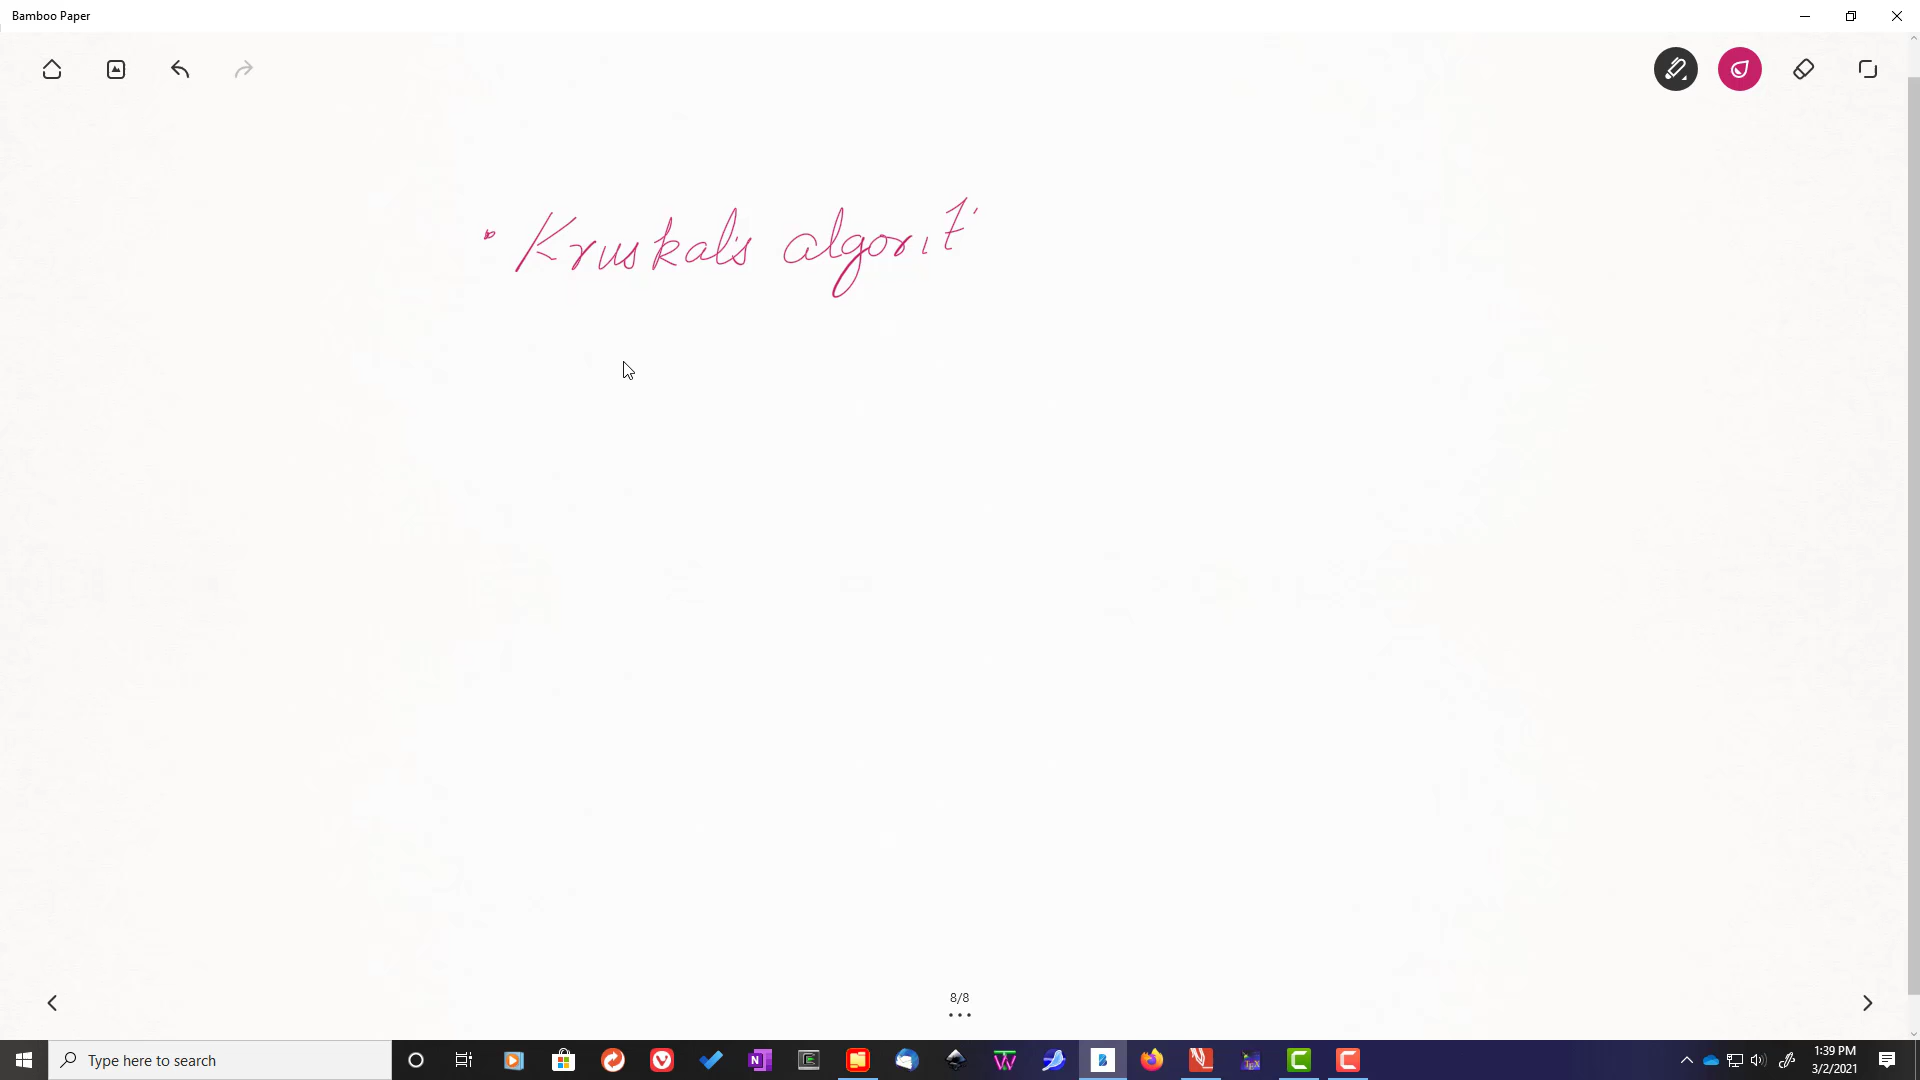 Bamboo Paper
• Kruskal's algorit
8/8
Type here to search
1:39 PM
3/2/2021